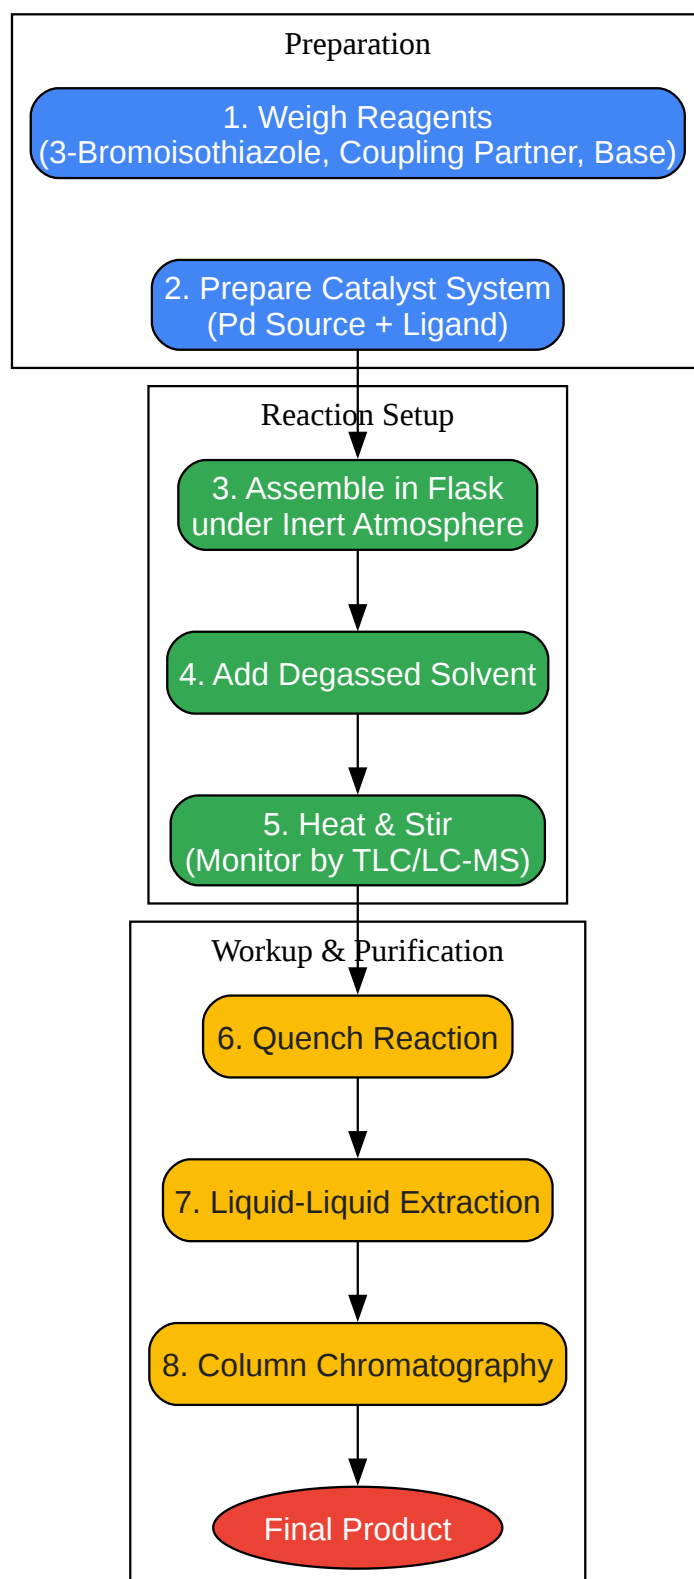 Preparation
1. Weigh Reagents
(3-Bromoisothiazole, Coupling Partner, Base)
2. Prepare Catalyst System
(Pd Source + Ligand)
Reaction Setup
3. Assemble in Flask
under Inert Atmosphere
4. Add Degassed Solvent
5. Heat & Stir
(Monitor by TLC/LC-MS)
Workup & Purification
6. Quench Reaction
7. Liquid-Liquid Extraction
8. Column Chromatography
Final Product